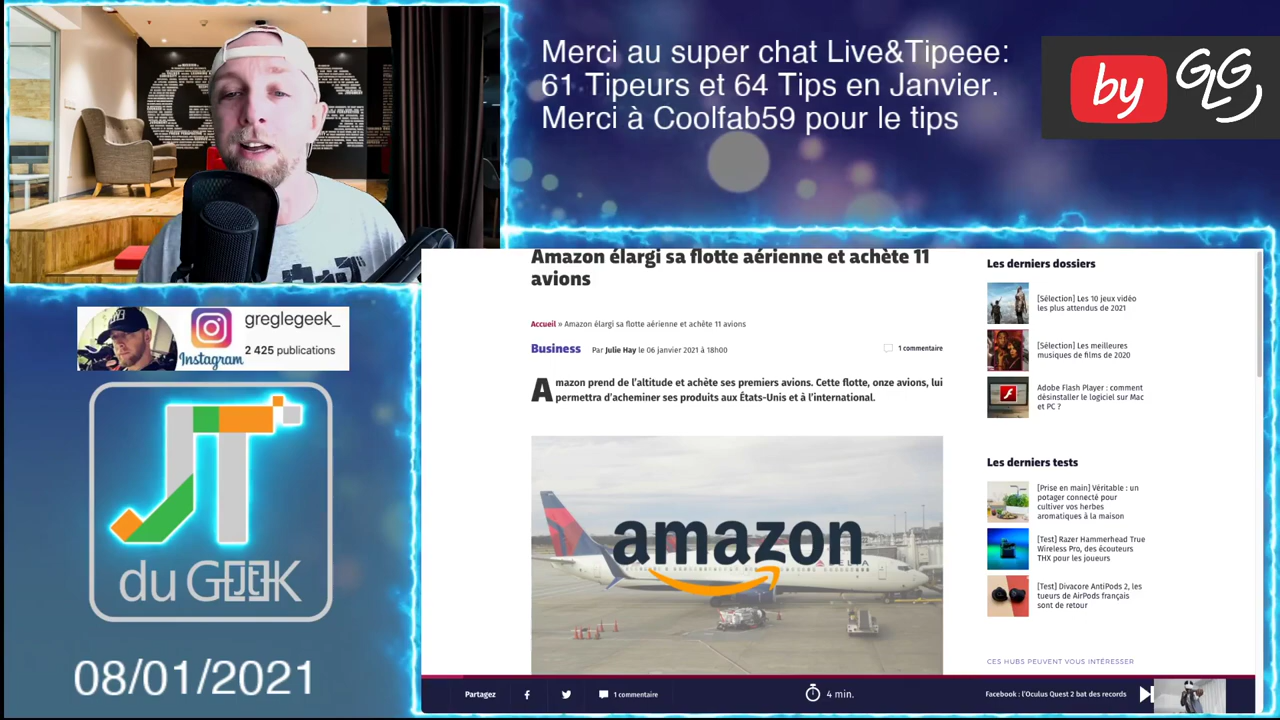 Merci au super chat Live&Tipeee:
61 Tipeurs et 64 Tips en Janvier.
Merci à Coolfab59 pour le tips
by GLG
greglegeek_
2 425 publications
Instagram
JT
du GEEK
08/01/2021
Amazon élargi sa flotte aérienne et achète 11
avions
Accueil » Amazon élargi sa flotte aérienne et achète 11 avions
Business Par Julie Hay le 06 janvier 2021 à 18h00
1 commentaire
Amazon prend de l'altitude et achète ses premiers avions. Cette flotte, onze avions, lui
permettra d'acheminer ses produits aux États-Unis et à l'international.
amazon
DELTA
Les derniers dossiers
[Sélection] Les 10 jeux vidéo
les plus attendus de 2021
[Sélection] Les meilleures
musiques de films de 2020
Adobe Flash Player : comment
désinstaller le logiciel sur Mac
et PC ?
Les derniers tests
[Prise en main] Véritable : un
potager connecté pour
cultiver vos herbes
aromatiques à la maison
[Test] Razer Hammerhead True
Wireless Pro, des écouteurs
THX pour les joueurs
[Test] Divacore AntiPods 2, les
tueurs de AirPods français
sont de retour
CES HUBS PEUVENT VOUS INTÉRESSER
Partagez
1 commentaire
4 min.
Facebook : l'Oculus Quest 2 bat des records